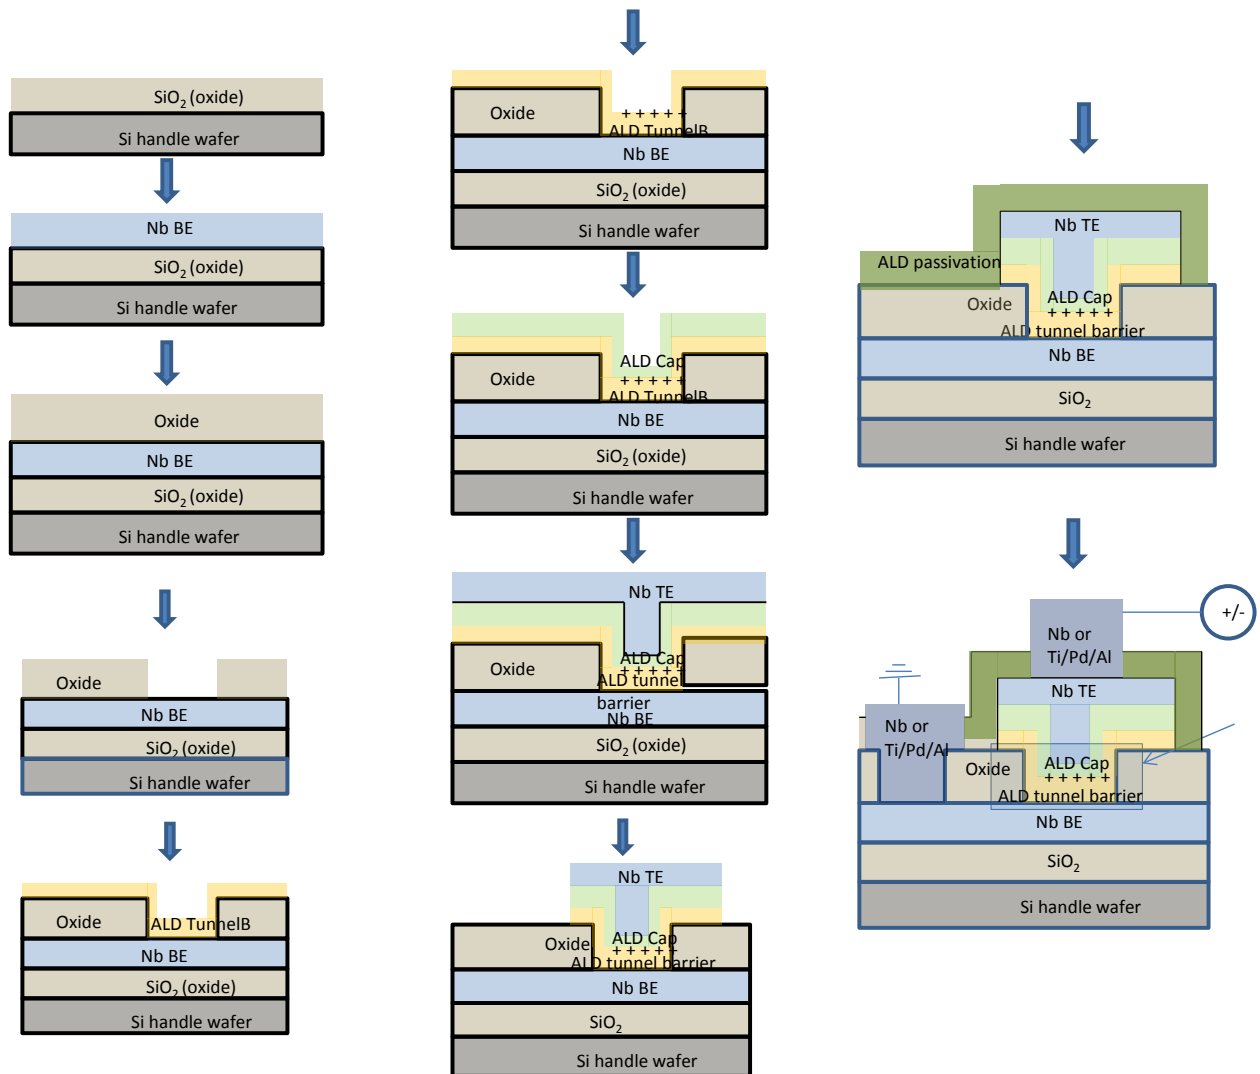 SiO2 (oxide)
Si handle wafer
Nb BE
SiO2 (oxide)
Si handle wafer
Oxide
Nb BE
SiO2 (oxide)
Si handle wafer
Oxide
Nb BE
SiO2 (oxide)
Si handle wafer
Oxide
ALD TunnelB
Nb BE
SiO2 (oxide)
Si handle wafer
Oxide
+ + + + +
ALD TunnelB
Nb BE
SiO2 (oxide)
Si handle wafer
ALD Cap
Oxide
+ + + + +
ALD TunnelB
Nb BE
SiO2 (oxide)
Si handle wafer
Nb TE
ALD Cap
Oxide
+ + + + +
ALD tunnel
barrier
Nb BE
SiO2 (oxide)
Si handle wafer
Nb TE
ALD Cap
Oxide
+ + + + +
ALD tunnel barrier
Nb BE
SiO2
Si handle wafer
Nb TE
ALD passivation
ALD Cap
Oxide
+ + + + +
ALD tunnel barrier
Nb BE
SiO2
Si handle wafer
+/-
Nb or
Ti/Pd/Al
Nb TE
Nb or
Ti/Pd/Al
ALD Cap
Oxide
+ + + + +
ALD tunnel barrier
Nb BE
SiO2
Si handle wafer